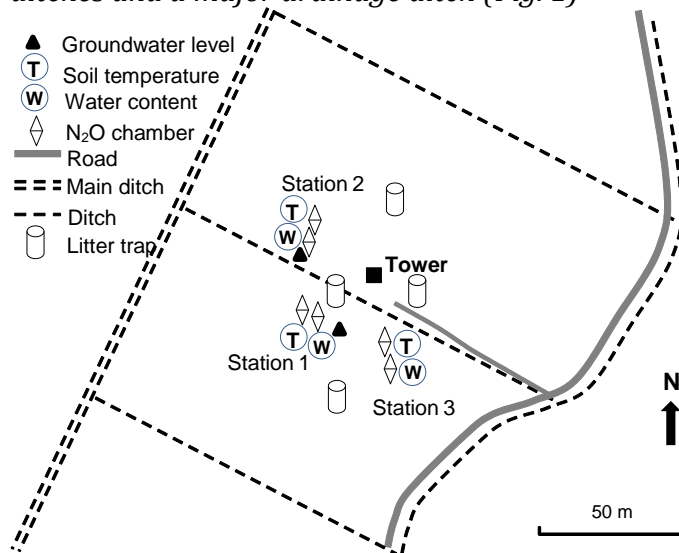 ditches and a major drainage ditch (Fig. 1)
Groundwater level
T Soil temperature
W Water content
N₂O chamber
Road
Main ditch
Ditch
Litter trap
Station 2
T
W
Tower
T
W
Station 1
T
W
Station 3
N
50 m